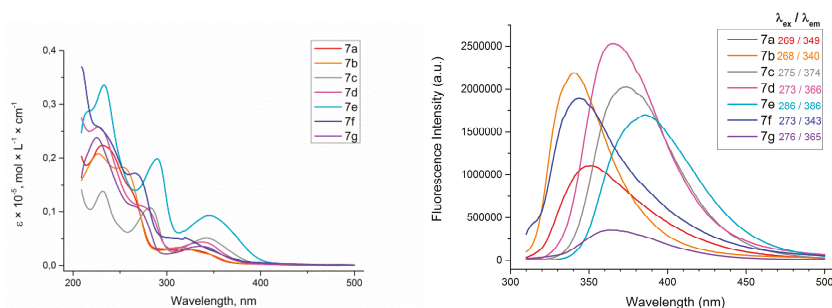 0,4
0,3
0,2
0,1
0,0
200
300
400
500
Wavelength, nm
ε × 10⁻⁵, mol × L⁻¹ × cm⁻¹
7a
7b
7c
7d
7e
7f
7g
2500000
2000000
1500000
1000000
500000
0
300
350
400
450
500
Wavelength (nm)
Fluorescence Intensity (a.u.)
λex / λem
7a 269 / 349
7b 268 / 340
7c 275 / 374
7d 273 / 366
7e 286 / 386
7f 273 / 343
7g 276 / 365